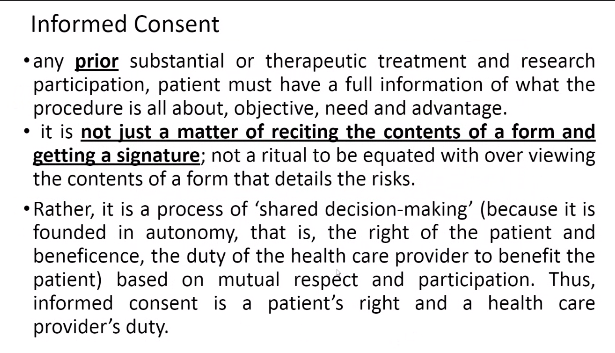 Informed Consent
•any prior substantial or therapeutic treatment and research
participation, patient must have a full information of what the
procedure is all about, objective, need and advantage.
• it is not just a matter of reciting the contents of a form and
getting a signature; not a ritual to be equated with over viewing
the contents of a form that details the risks.
•Rather, it is a process of ‘shared decision-making’ (because it is
founded in autonomy, that is, the right of the patient and
beneficence, the duty of the health care provider to benefit the
patient) based on mutual respect and participation. Thus,
informed consent is a patient’s right and a health care
provider’s duty.